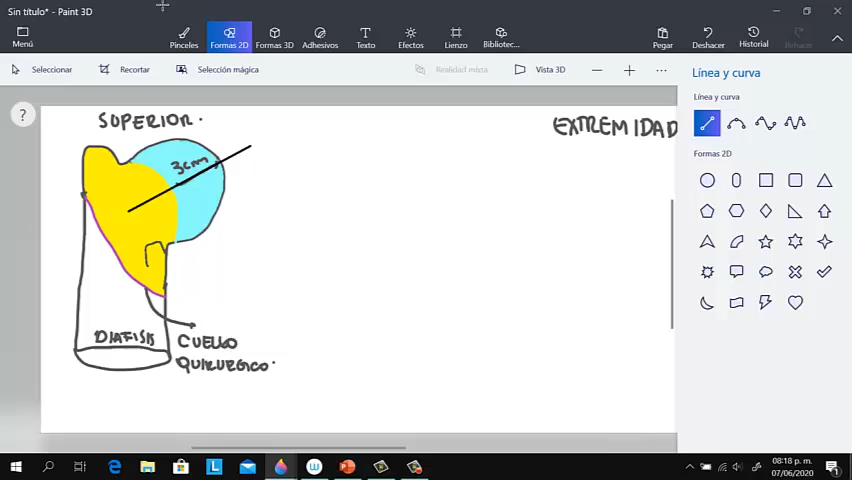 Sin título* - Paint 3D
Menú
Pinceles
Formas 2D
Formas 3D
Adhesivos
Texto
Efectos
Lienzo
Bibliotec...
Pegar
Deshacer
Historial
Rehacer
Seleccionar
Recortar
Selección mágica
Realidad mixta
Vista 3D
Línea y curva
Línea y curva
Formas 2D
?
SUPERIOR.
EXTREMIDAD
3cm
DIAFISIS
CUELLO
QUIRURGICO.
08:18 p. m.
07/06/2020